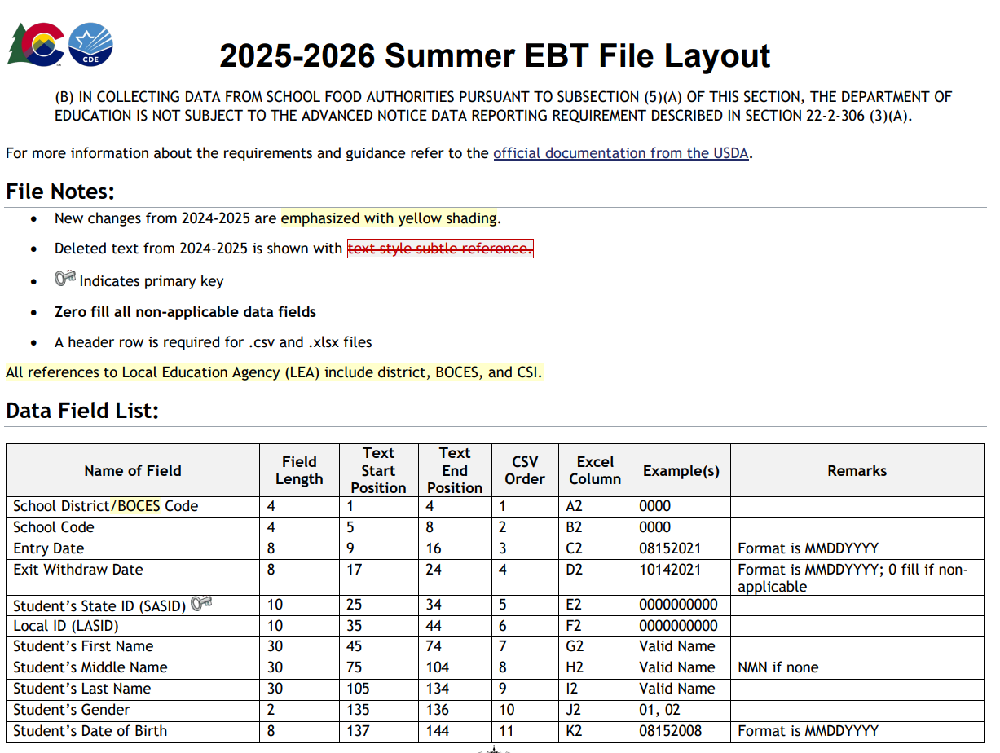 CDE
2025-2026 Summer EBT File Layout
(B) IN COLLECTING DATA FROM SCHOOL FOOD AUTHORITIES PURSUANT TO SUBSECTION (5)(A) OF THIS SECTION, THE DEPARTMENT OF
EDUCATION IS NOT SUBJECT TO THE ADVANCED NOTICE DATA REPORTING REQUIREMENT DESCRIBED IN SECTION 22-2-306 (3)(A).
For more information about the requirements and guidance refer to the official documentation from the USDA.
File Notes:
• New changes from 2024-2025 are emphasized with yellow shading.
• Deleted text from 2024-2025 is shown with text style subtle reference.
• Indicates primary key
• Zero fill all non-applicable data fields
• A header row is required for .csv and .xlsx files
All references to Local Education Agency (LEA) include district, BOCES, and CSI.
Data Field List:
Name of Field Field Length Text Start Position Text End Position CSV Order Excel Column Example(s) Remarks
School District/BOCES Code 4 1 4 1 A2 0000
School Code 4 5 8 2 B2 0000
Entry Date 8 9 16 3 C2 08152021 Format is MMDDYYYY
Exit Withdraw Date 8 17 24 4 D2 10142021 Format is MMDDYYYY; 0 fill if non-
applicable
Student's State ID (SASID) 10 25 34 5 E2 0000000000
Local ID (LASID) 10 35 44 6 F2 0000000000
Student's First Name 30 45 74 7 G2 Valid Name
Student's Middle Name 30 75 104 8 H2 Valid Name NMN if none
Student's Last Name 30 105 134 9 I2 Valid Name
Student's Gender 2 135 136 10 J2 01, 02
Student's Date of Birth 8 137 144 11 K2 08152008 Format is MMDDYYYY